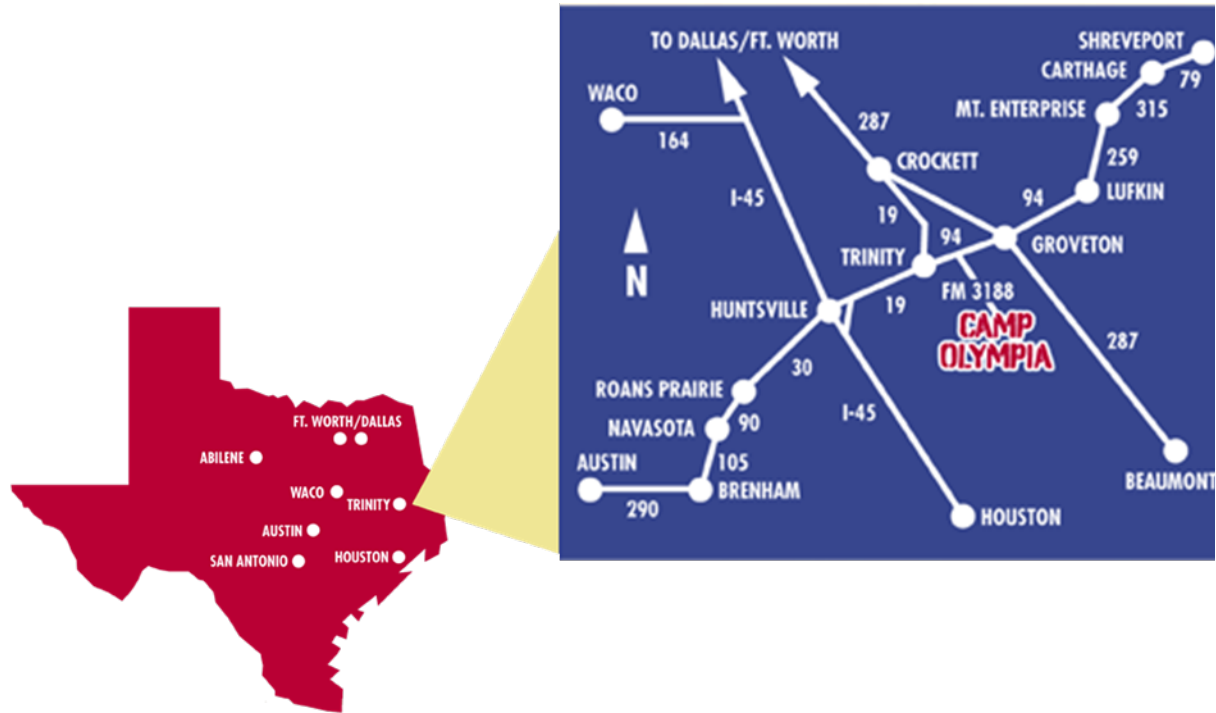 FT. WORTH/DALLAS
ABILENE
WACO
TRINITY
AUSTIN
SAN ANTONIO
HOUSTON
TO DALLAS/FT. WORTH
SHREVEPORT
CARTHAGE
79
WACO
MT. ENTERPRISE
315
164
287
CROCKETT
259
I-45
19
94
LUFKIN
N
TRINITY
94
GROVETON
FM 3188
HUNTSVILLE
19
CAMP
OLYMPIA
287
30
ROANS PRAIRIE
I-45
NAVASOTA
90
AUSTIN
105
BEAUMONT
BRENHAM
290
HOUSTON